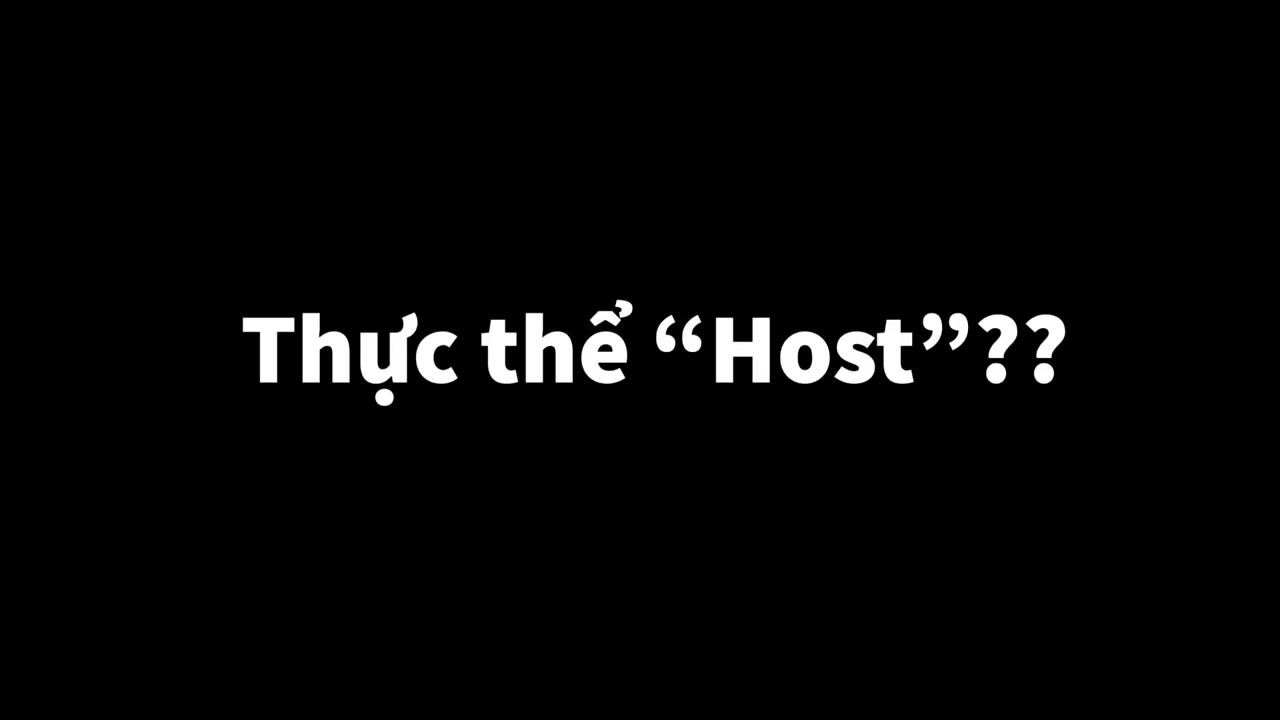 Thực thể “Host”??